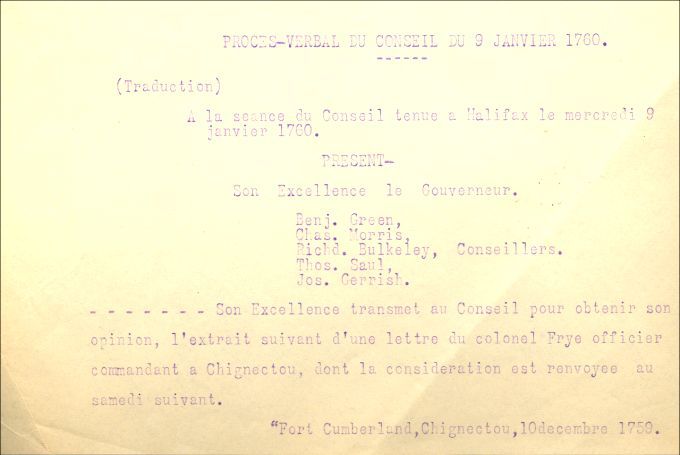 PROCES-VERBAL DU CONSEIL DU 9 JANVIER 1760.
------
(Traduction)
A la seance du Conseil tenue a Halifax le mercredi 9
janvier 1760.
PRESENT-
Son Excellence le Gouverneur.
Benj. Green,
Chas. Morris,
Richd. Bulkeley, Conseillers.
Thos. Saul,
Jos. Gerrish.
- - - - - - - Son Excellence transmet au Conseil pour obtenir son
opinion, l'extrait suivant d'une lettre du colonel Frye officier
commandant a Chignectou, dont la consideration est renvoyee au
samedi suivant.
"Fort Cumberland,Chignectou,10decembre 1759.